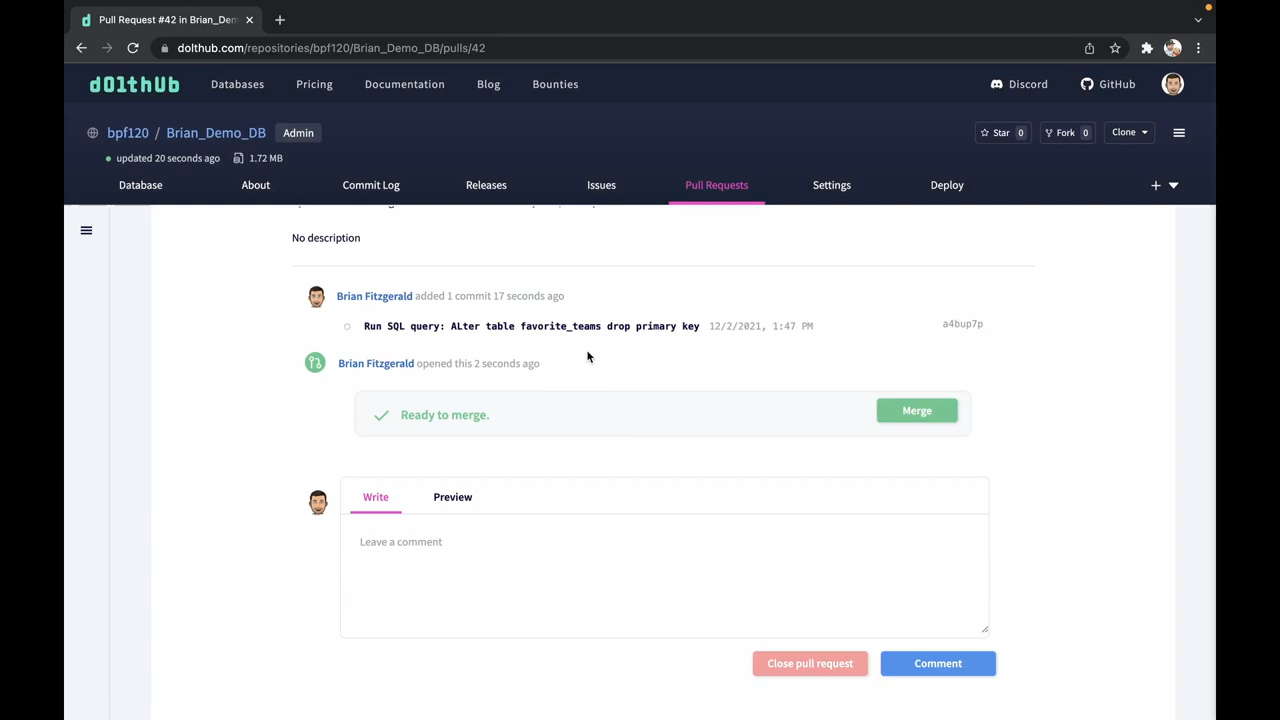 Pull Request #42 in Brian_Dem
dolthub.com/repositories/bpf120/Brian_Demo_DB/pulls/42
d0lthub Databases Pricing Documentation Blog Bounties Discord GitHub
bpf120 / Brian_Demo_DB Admin Star 0 Fork 0 Clone
updated 20 seconds ago 1.72 MB
Database About Commit Log Releases Issues Pull Requests Settings Deploy
No description
Brian Fitzgerald added 1 commit 17 seconds ago
Run SQL query: ALter table favorite_teams drop primary key 12/2/2021, 1:47 PM a4bup7p
Brian Fitzgerald opened this 2 seconds ago
Ready to merge. Merge
Write Preview
Leave a comment
Close pull request Comment